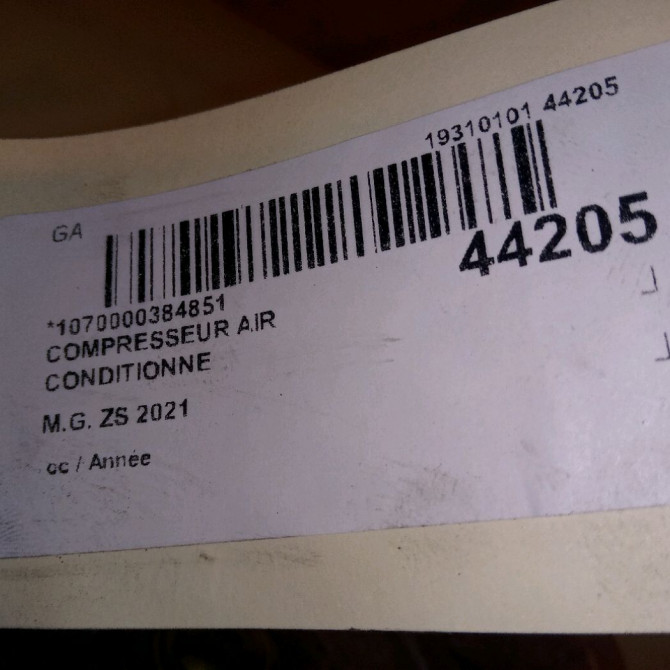 19310101 44205
GA
44205
*1070000384851
COMPRESSEUR AIR
CONDITIONNE
M.G. ZS 2021
cc / Année